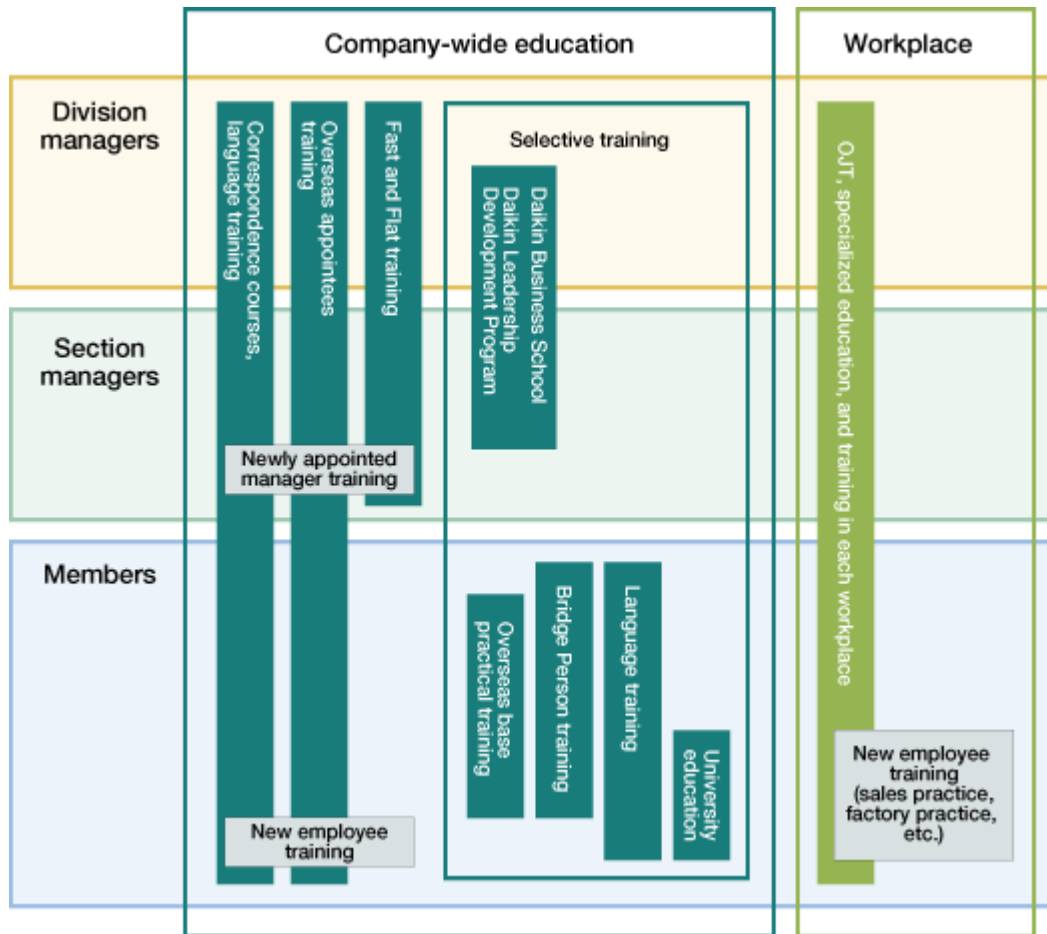 Company-wide education
Workplace
Division
managers
Correspondence courses,
language training
Overseas appointees
training
Fast and Flat training
Selective training
Daikin Business School
Daikin Leadership
Development Program
OJT, specialized education, and training in each workplace
Section
managers
Newly appointed
manager training
Members
Overseas base
practical training
Bridge Person training
Language training
University
education
New employee
training
New employee
training
(sales practice,
factory practice,
etc.)